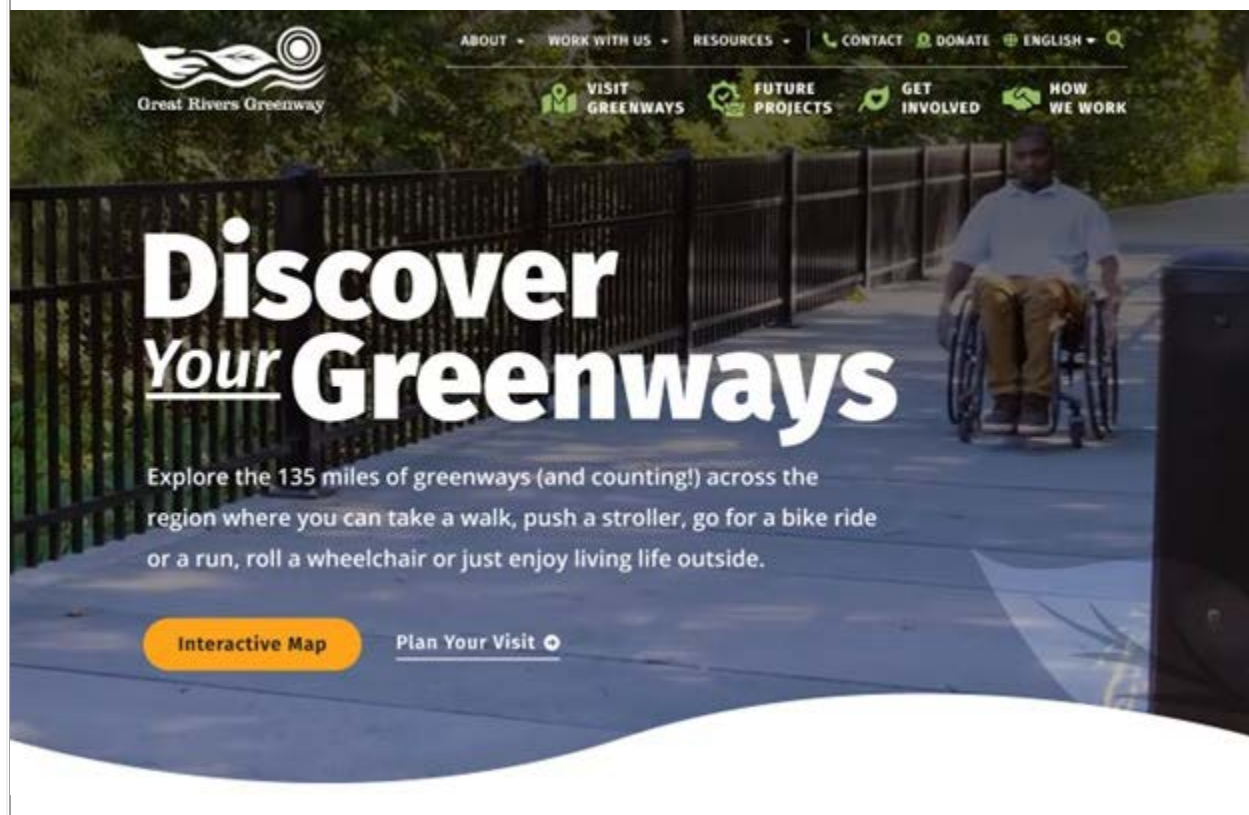 Great Rivers Greenway
ABOUT
WORK WITH US
RESOURCES
CONTACT
DONATE
ENGLISH
VISIT
GREENWAYS
FUTURE
PROJECTS
GET
INVOLVED
HOW
WE WORK
Discover
Your Greenways
Explore the 135 miles of greenways (and counting!) across the
region where you can take a walk, push a stroller, go for a bike ride
or a run, roll a wheelchair or just enjoy living life outside.
Interactive Map
Plan Your Visit